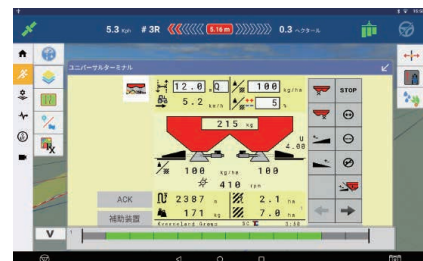 5.3 kph # 3R 5.16 m 0.3 ヘクタール
ユニバーサルターミナル
12.0 100 kg/ha STOP
5.2 km/h 5
215 kg
U
4.00
100 kg/ha 100
410 rpm
ACK 2387 2.1 ha
補助装置 171 kg 7.0 ha
Kverneland Group
V